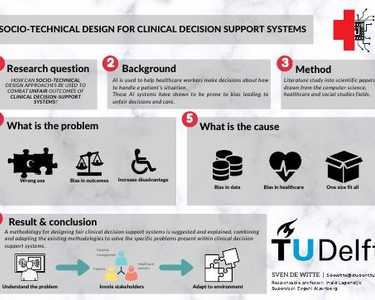 SOCIO-TECHNICAL DESIGN FOR CLINICAL DECISION SUPPORT SYSTEMS
Research question
HOW CAN SOCIO-TECHNICAL
DESIGN APPROACHES BE USED TO
COMBAT UNFAIR OUTCOMES OF
CLINICAL DECISION-SUPPORT
SYSTEMS?
2
Background
AI is used to help healthcare workers make decisions about how
to handle a patient's situation.
These AI systems have shown to be prone to bias leading to
unfair decisions and care.
3
Method
Literature study into scientific papers
drawn from the computer science,
healthcare and social studies fields.
What is the problem
Wrong use
Bias in outcomes
Increase disadvantage
5
What is the cause
Bias in data
Bias in healthcare
One size fit all
Result & conclusion
A methodology for designing fair clinical decision support systems is suggested and explained, combining
and adapting the existing methodologies to solve the specific problems present within clinical decision
support systems.
Understand the problem
Innole stakeholders
Adapt to environment
TU Delft
SVEN DE WITTE |